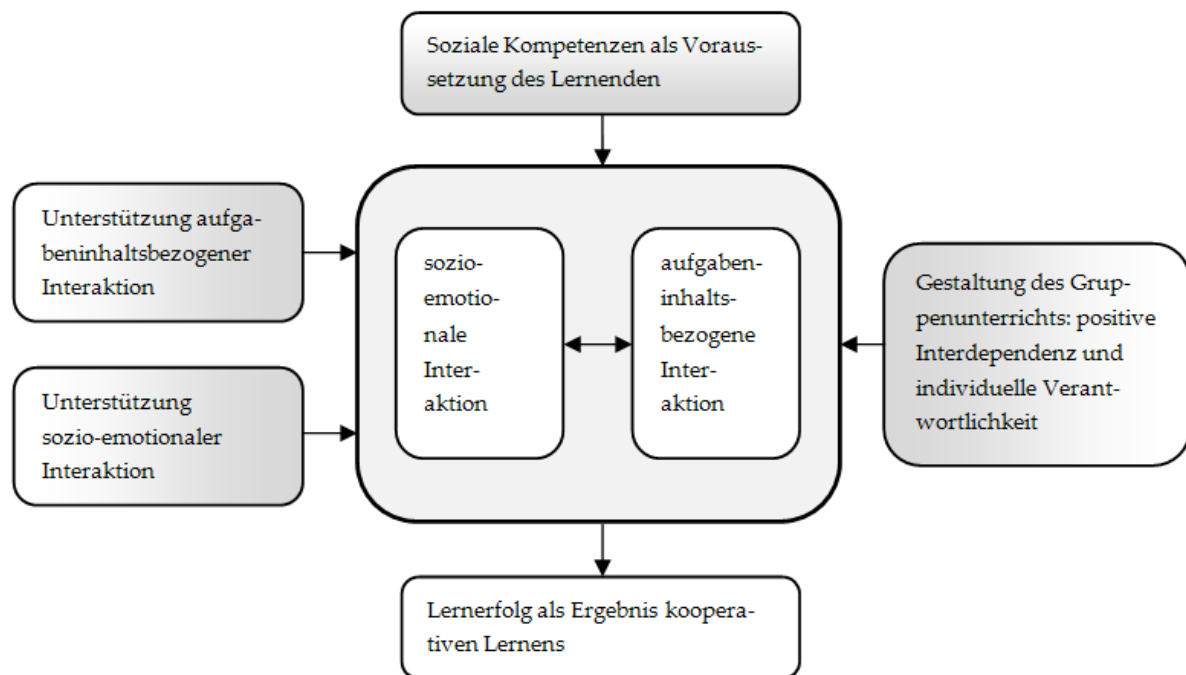 Soziale Kompetenzen als Voraus-
setzung des Lernenden
Unterstützung aufga-
beninhaltsbezogener
Interaktion
Unterstützung
sozio-emotionaler
Interaktion
sozio-
emotio-
nale
Inter-
aktion
aufgaben-
inhalts-
bezogene
Inter-
aktion
Gestaltung des Grup-
penunterrichts: positive
Interdependenz und
individuelle Verant-
wortlichkeit
Lernerfolg als Ergebnis koopera-
tiven Lernens